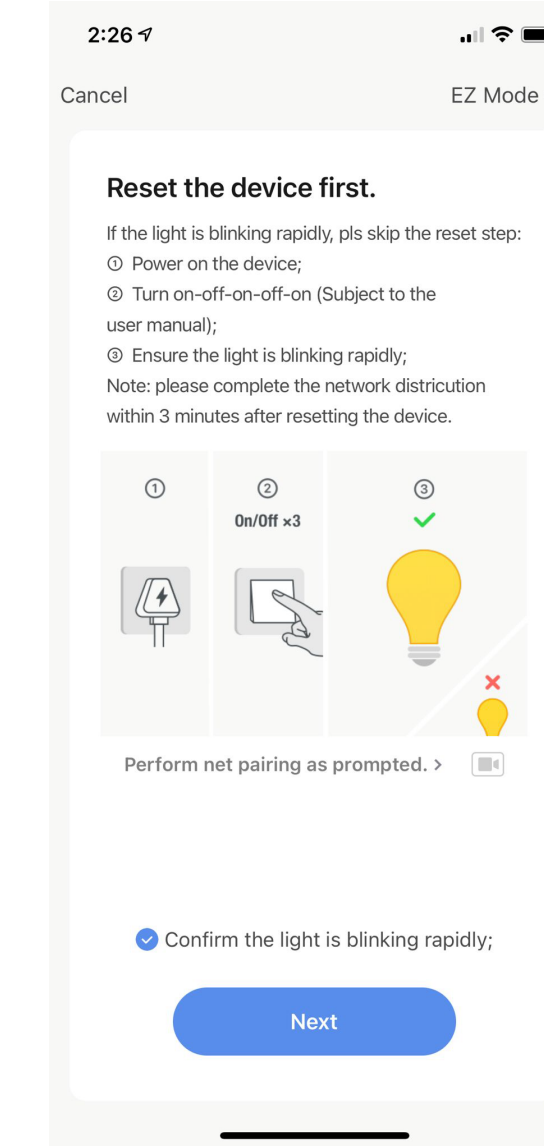 2:26
Cancel
EZ Mode
Reset the device first.
If the light is blinking rapidly, pls skip the reset step:
① Power on the device;
② Turn on-off-on-off-on (Subject to the
user manual);
③ Ensure the light is blinking rapidly;
Note: please complete the network districution
within 3 minutes after resetting the device.
①
②
③
On/Off ×3
Perform net pairing as prompted. >
Confirm the light is blinking rapidly;
Next